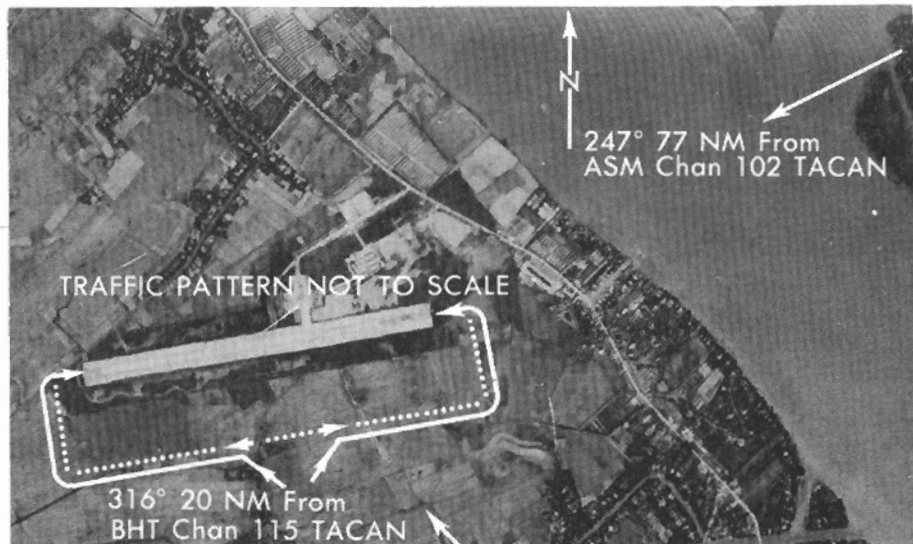 N
247° 77 NM From
ASM Chan 102 TACAN
TRAFFIC PATTERN NOT TO SCALE
316° 20 NM From
BHT Chan 115 TACAN